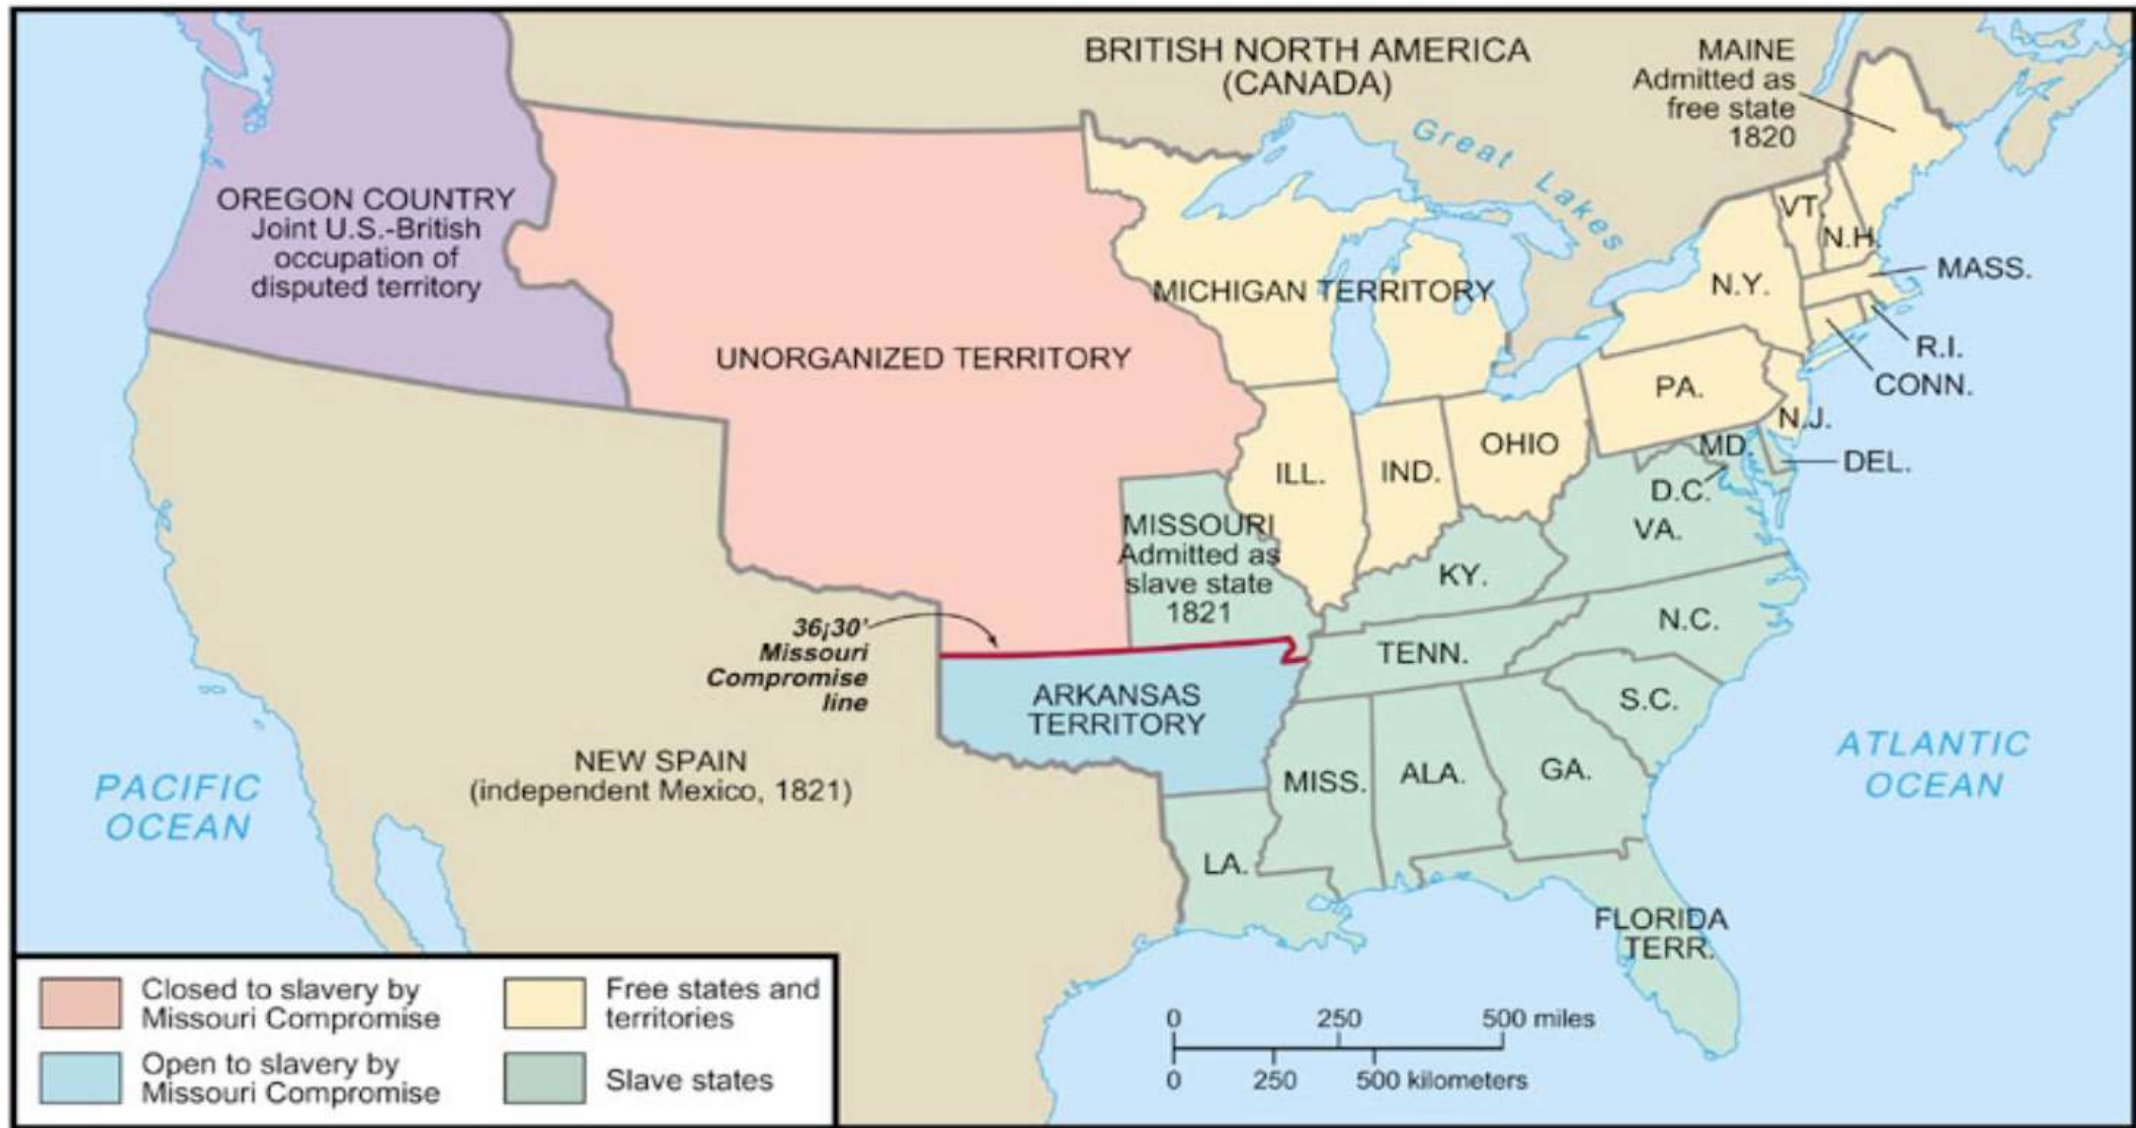 BRITISH NORTH AMERICA
(CANADA)
MAINE
Admitted as
free state
1820
Great Lakes
OREGON COUNTRY
Joint U.S.-British
occupation of
disputed territory
VT.
N.H.
MASS.
MICHIGAN TERRITORY
N.Y.
R.I.
UNORGANIZED TERRITORY
CONN.
PA.
N.J.
OHIO
MD.
DEL.
ILL.
IND.
D.C.
VA.
MISSOURI
Admitted as
slave state
1821
KY.
36¡30'
Missouri
Compromise
line
N.C.
TENN.
ARKANSAS
TERRITORY
S.C.
NEW SPAIN
(independent Mexico, 1821)
MISS.
ALA.
GA.
PACIFIC
OCEAN
ATLANTIC
OCEAN
LA.
FLORIDA
TERR.
Closed to slavery by
Missouri Compromise
Free states and
territories
Open to slavery by
Missouri Compromise
Slave states
0 250 500 miles
0 250 500 kilometers